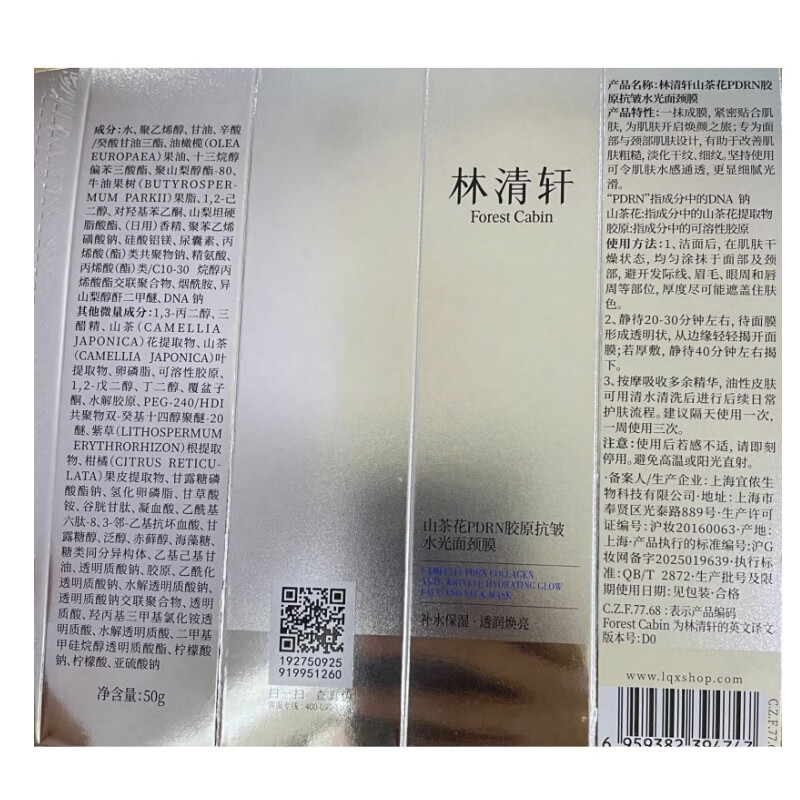 成分:水、聚乙烯醇、甘油、辛酸
/癸酸甘油三酯、油橄榄(OLEA
EUROPAEA)果油、十三烷醇
偏苯三酸酯、聚山梨醇酯-80、
牛油果树(BUTYROSPER-
MUM PARKII)果脂、1,2-己
二醇、对羟基苯乙酮、山梨坦硬
脂酸酯、(日用)香精、聚苯乙烯
磺酸钠、硅酸铝镁、尿囊素、丙
烯酸(酯)类共聚物钠、精氨酸、
丙烯酸(酯)类/C10-30 烷醇丙
烯酸酯交联聚合物、烟酰胺、异
山梨醇酐二甲醚、DNA 钠
其他微量成分:1,3-丙二醇、三
醋精、山茶(CAMELLIA
JAPONICA)花提取物、山茶
(CAMELLIA JAPONICA)叶
提取物、卵磷脂、可溶性胶原、
1,2-戊二醇、丁二醇、覆盆子
酮、水解胶原、PEG-240/HDI
共聚物双-癸基十四醇聚醚-20
醚、紫草(LITHOSPERMUM
ERYTHRORHIZON)根提取
物、柑橘(CITRUS RETICU-
LATA)果皮提取物、甘露糖磷
酸酯钠、氢化卵磷脂、甘草酸
铵、谷胱甘肽、凝血酸、乙酰基
六肽-8、3-邻-乙基抗坏血酸、甘
露糖醇、泛醇、赤藓醇、海藻糖、
糖类同分异构体、乙基己基甘
油、透明质酸钠、胶原、乙酰化
透明质酸钠、水解透明质酸钠、
透明质酸钠交联聚合物、透明
质酸、羟丙基三甲基氯化铵透
明质酸、水解透明质酸、二甲基
甲硅烷醇透明质酸酯、柠檬酸
钠、柠檬酸、亚硫酸钠
净含量:50g
192750925
919951260
扫一扫 查真伪
林清轩
Forest Cabin
山茶花PDRN胶原抗皱
水光面颈膜
CAMELLIA PDRN COLLAGEN
ANTI-WRINKLE HYDRATING GLOW
FACE AND NECK MASK
补水保湿·透润焕亮
产品名称:林清轩山茶花PDRN胶
原抗皱水光面颈膜
产品特性:一抹成膜,紧密贴合肌
肤,为肌肤开启焕颜之旅;专为面
部与颈部肌肤设计,有助于改善肌
肤粗糙,淡化干纹、细纹。坚持使用
可令肌肤水感通透,更显细腻光
滑。
"PDRN"指成分中的DNA 钠
山茶花:指成分中的山茶花提取物
胶原:指成分中的可溶性胶原
使用方法:1、洁面后,在肌肤干
燥状态,均匀涂抹于面部及颈
部,避开发际线、眉毛、眼周和唇
周等部位,厚度尽可能遮盖住肤
色。
2、静待20-30分钟左右,待面膜
形成透明状,从边缘轻轻揭开面
膜;若厚敷,静待40分钟左右揭
下。
3、按摩吸收多余精华,油性皮肤
可用清水清洗后进行后续日常
护肤流程。建议隔天使用一次,
一周使用三次。
注意:使用后若感不适,请即刻
停用。避免高温或阳光直射。
·备案人/生产企业:上海宜侬生
物科技有限公司·地址:上海市
奉贤区光泰路889号·生产许可
证编号:沪妆20160063·产地:
上海·产品执行的标准编号:沪G
妆网备字2025019639·执行标
准:QB/T 2872·生产批号及限
期使用日期:见包装·合格
C.Z.F.77.68:表示产品编码
Forest Cabin 为林清轩的英文译文
版本号:D0
www.lqxshop.com
C.Z.F.77.6
6 959382 394747